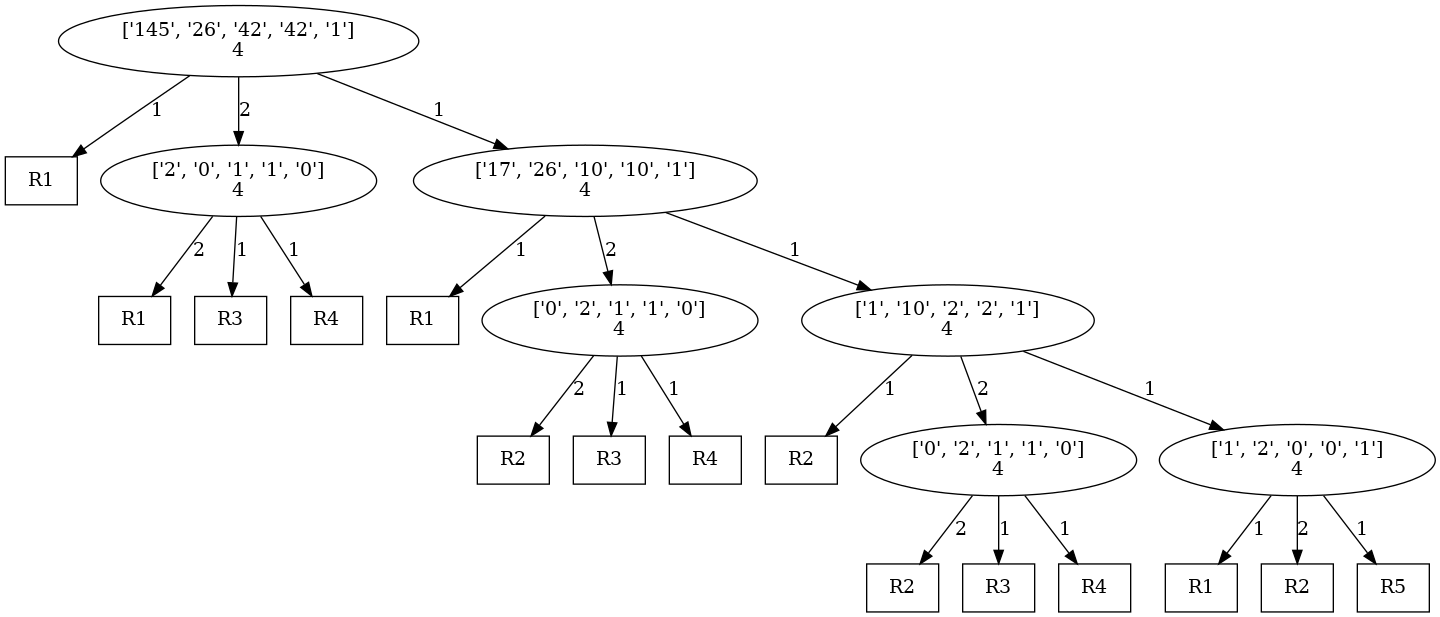 ['145', '26', '42', '42', '1']
4
1
2
1
R1
['2', '0', '1', '1', '0']
4
['17', '26', '10', '10', '1']
4
2
1
1
1
2
1
R1
R3
R4
R1
['0', '2', '1', '1', '0']
4
['1', '10', '2', '2', '1']
4
2
1
1
1
2
1
R2
R3
R4
R2
['0', '2', '1', '1', '0']
4
['1', '2', '0', '0', '1']
4
2
1
1
1
2
1
R2
R3
R4
R1
R2
R5